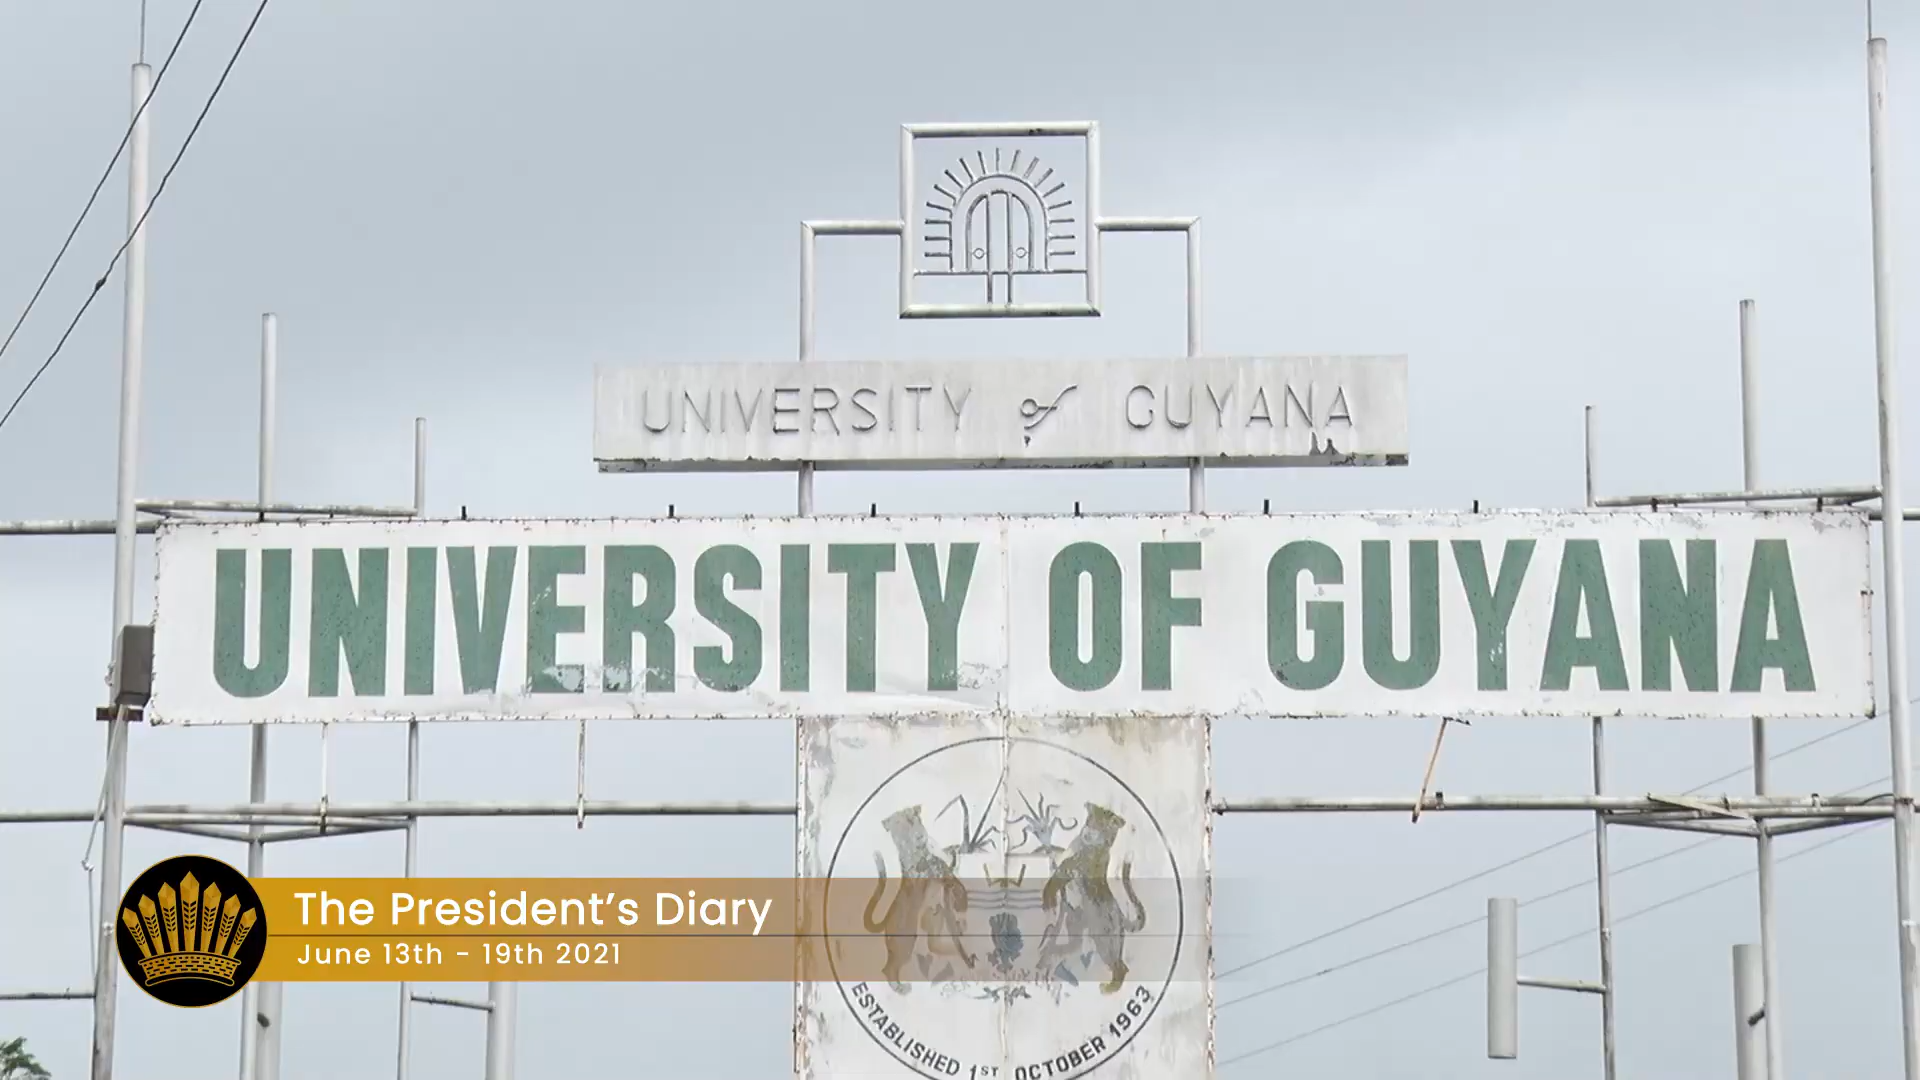 UNIVERSITY of GUYANA
UNIVERSITY OF GUYANA
ESTABLISHED 1ST OCTOBER 1963
The President’s Diary
June 13th - 19th 2021